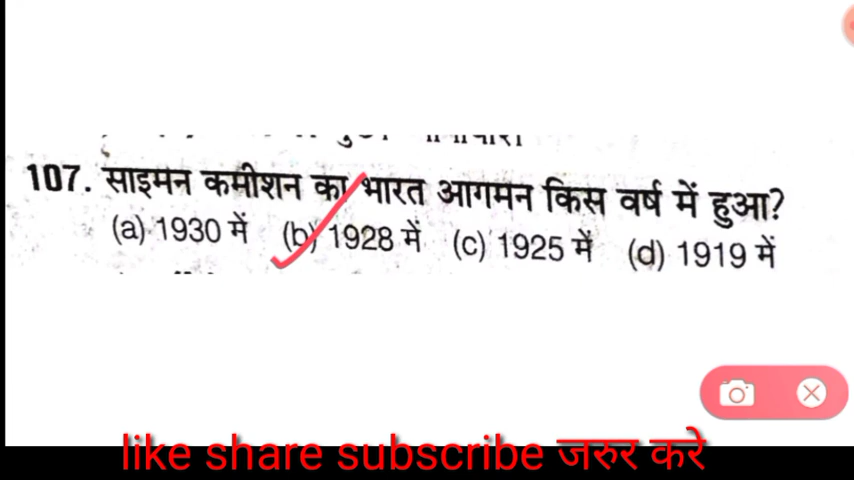 107. साइमन कमीशन का भारत आगमन किस वर्ष में हुआ?
(a) 1930 में (b) 1928 में (c) 1925 में (d) 1919 में
like share subscribe जरुर करे